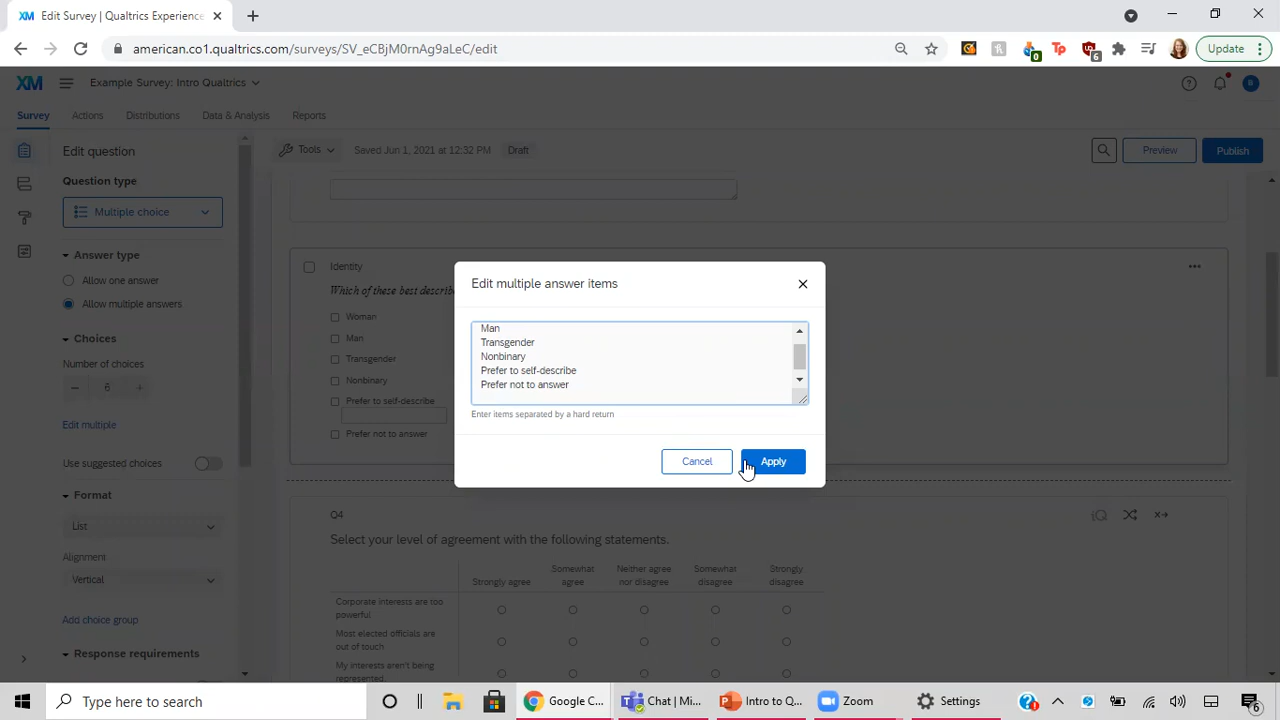 XM Edit Survey | Qualtrics Experience
american.co1.qualtrics.com/surveys/SV_eCBjM0rnAg9aLeC/edit
0
6
Update
XM
Example Survey: Intro Qualtrics
B
Survey
Actions
Distributions
Data & Analysis
Reports
Edit question
Tools
Saved Jun 1, 2021 at 12:32 PM
Draft
Preview
Publish
Question type
Multiple choice
Answer type
Allow one answer
Allow multiple answers
Choices
Number of choices
6
Edit multiple
Use suggested choices
Format
List
Alignment
Vertical
Add choice group
Response requirements
Identity
Which of these best describe
Woman
Man
Transgender
Nonbinary
Prefer to self-describe
Prefer not to answer
Edit multiple answer items
Man
Transgender
Nonbinary
Prefer to self-describe
Prefer not to answer
Enter items separated by a hard return
Cancel
Apply
Q4
Select your level of agreement with the following statements.
Strongly agree
Somewhat agree
Neither agree nor disagree
Somewhat disagree
Strongly disagree
Corporate interests are too
powerful
Most elected officials are
out of touch
My interests aren't being
represented
Type here to search
Google C...
Chat | Mi...
Intro to Q...
Zoom
Settings
6